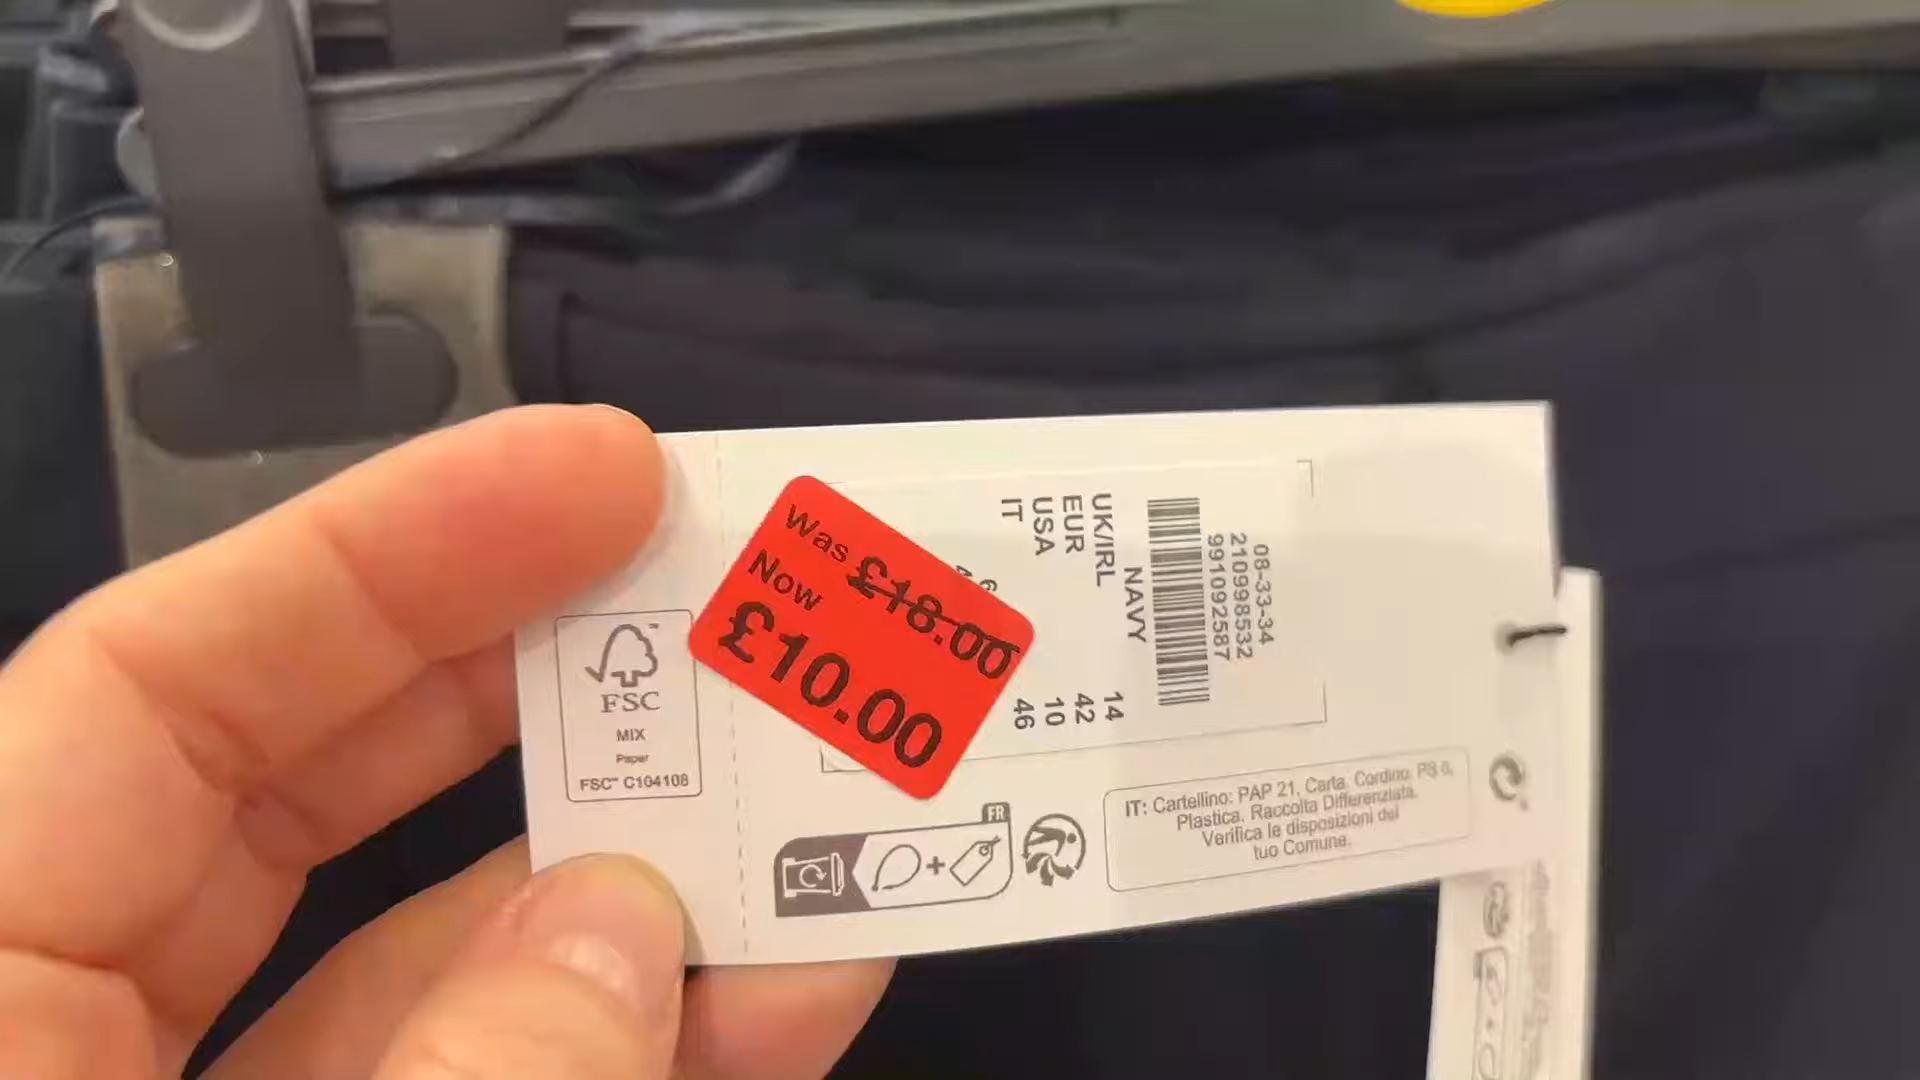 Was £18.00
Now
£10.00
08-33-34
210998532
991092587
NAVY
UK/IRL 14
EUR 42
USA 10
IT 46
FSC
MIX
Paper
FSC™ C104108
FR
IT: Cartellino: PAP 21, Carta. Cordino: PS 6,
Plastica. Raccolta Differenziata.
Verifica le disposizioni del
tuo Comune.